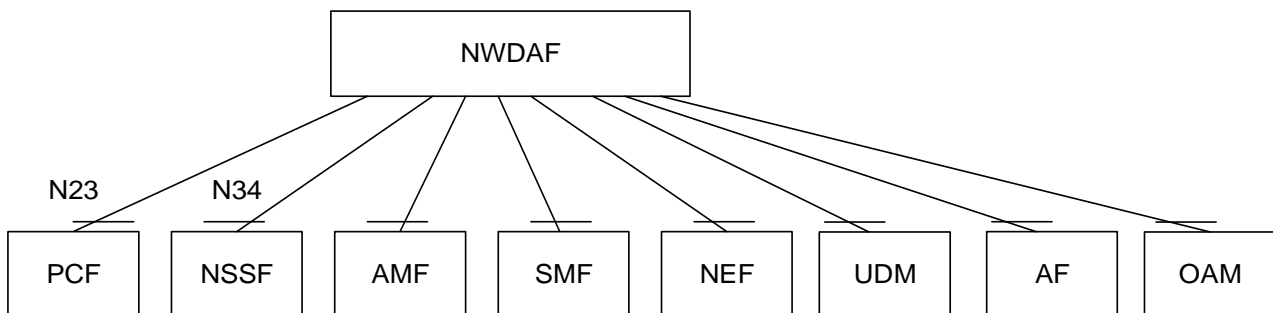 NWDAF
N23 N34
PCF NSSF AMF SMF NEF UDM AF OAM